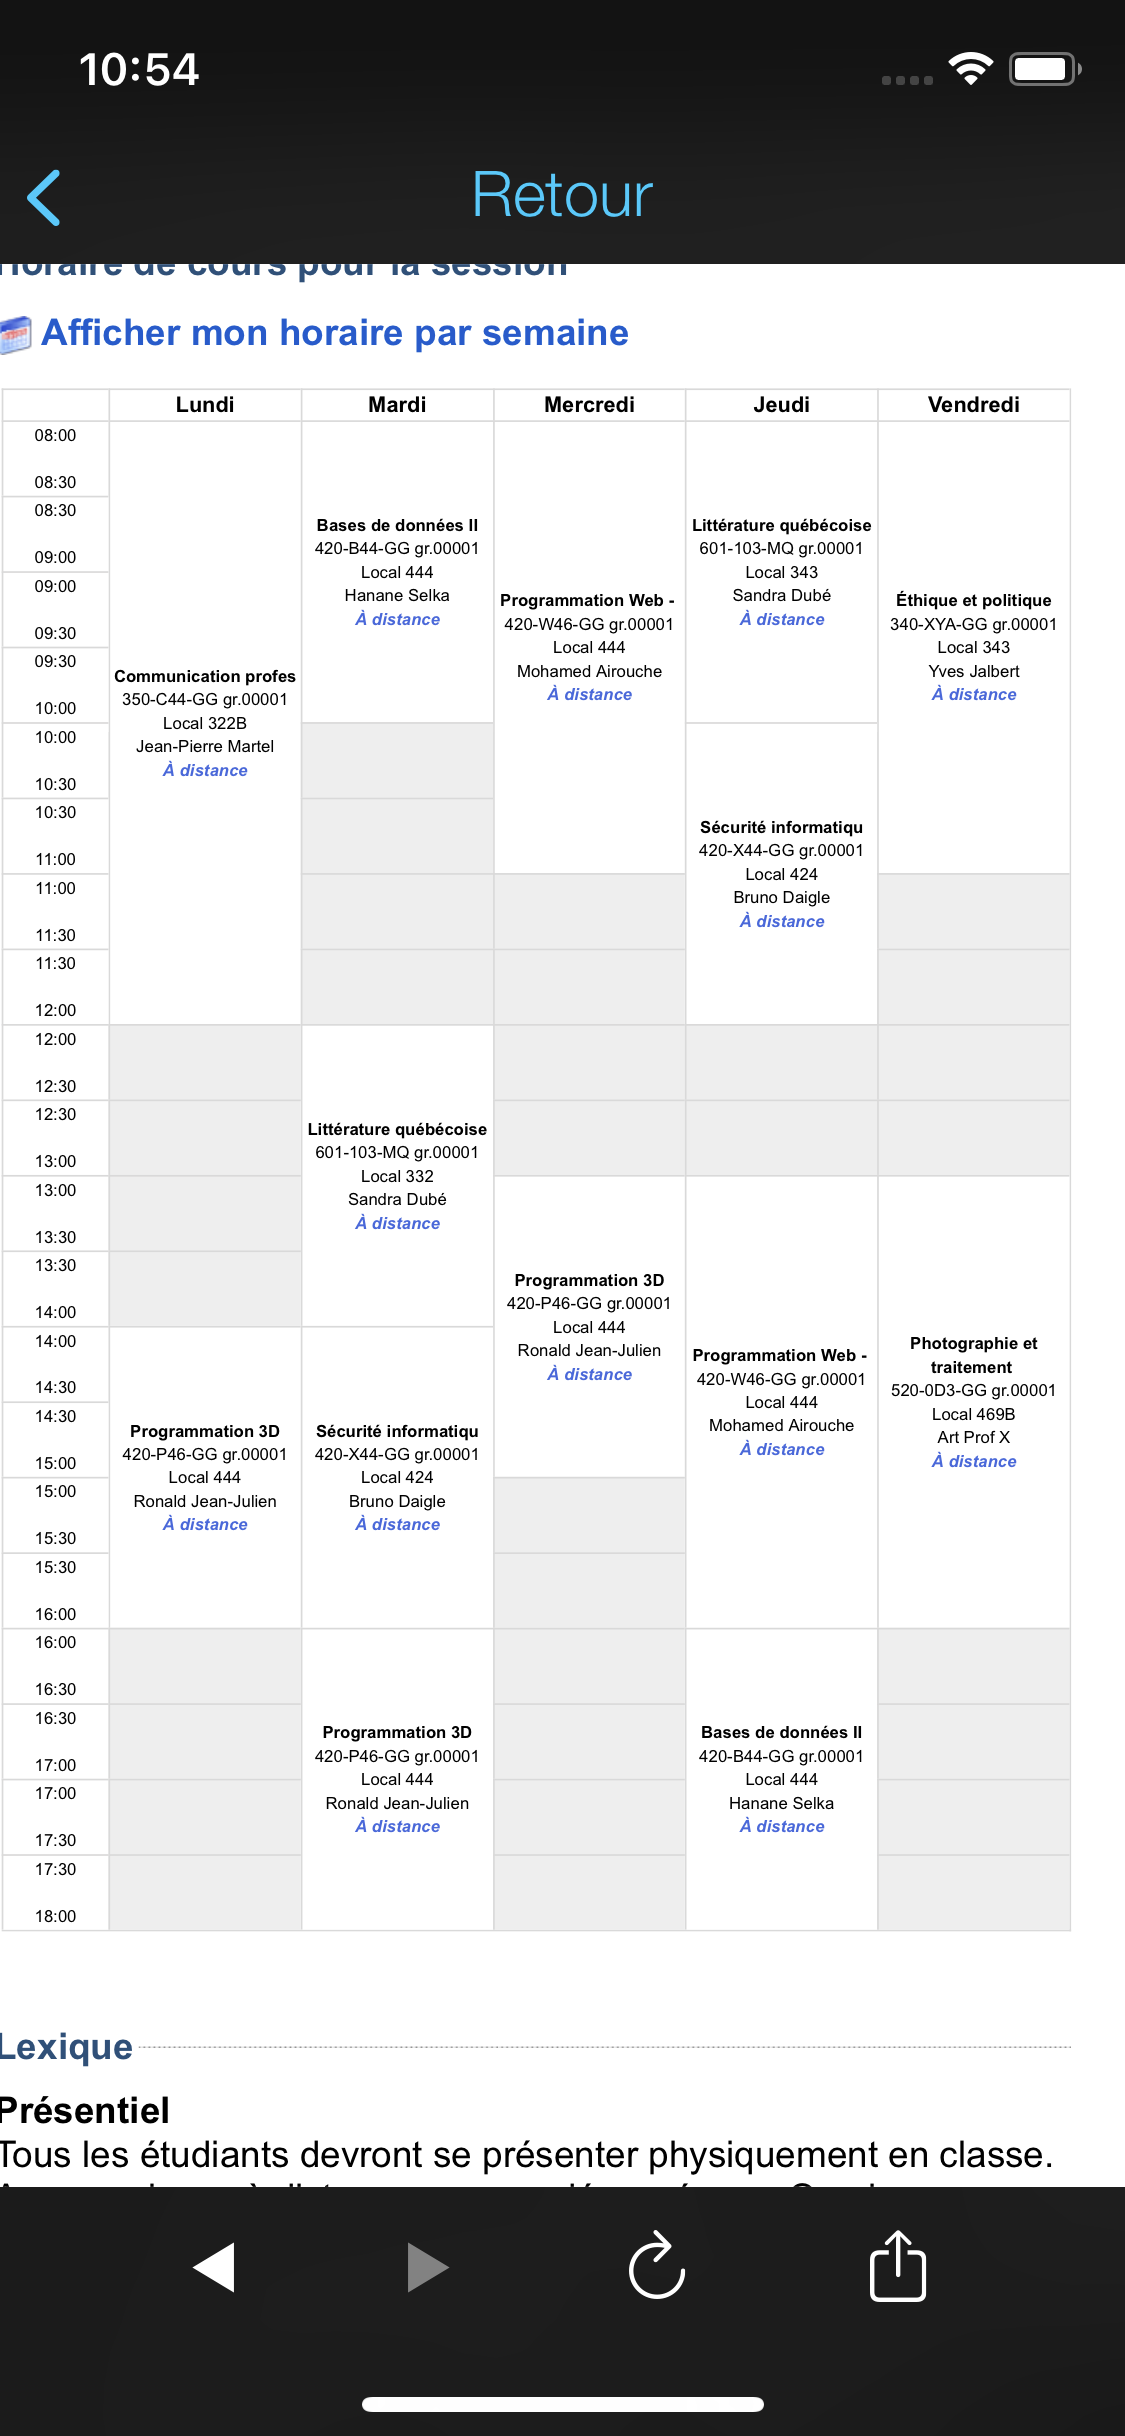 10:54
Retour
Horaire de cours pour la session
Afficher mon horaire par semaine
Lundi Mardi Mercredi Jeudi Vendredi
08:00
08:30
08:30
09:00
09:00
09:30
09:30
10:00
10:00
10:30
10:30
11:00
11:00
11:30
11:30
12:00
12:00
12:30
12:30
13:00
13:00
13:30
13:30
14:00
14:00
14:30
14:30
15:00
15:00
15:30
15:30
16:00
16:00
16:30
16:30
17:00
17:00
17:30
17:30
18:00
Communication profes
350-C44-GG gr.00001
Local 322B
Jean-Pierre Martel
À distance
Programmation 3D
420-P46-GG gr.00001
Local 444
Ronald Jean-Julien
À distance
Bases de données II
420-B44-GG gr.00001
Local 444
Hanane Selka
À distance
Littérature québécoise
601-103-MQ gr.00001
Local 332
Sandra Dubé
À distance
Sécurité informatiqu
420-X44-GG gr.00001
Local 424
Bruno Daigle
À distance
Programmation 3D
420-P46-GG gr.00001
Local 444
Ronald Jean-Julien
À distance
Programmation Web -
420-W46-GG gr.00001
Local 444
Mohamed Airouche
À distance
Programmation 3D
420-P46-GG gr.00001
Local 444
Ronald Jean-Julien
À distance
Littérature québécoise
601-103-MQ gr.00001
Local 343
Sandra Dubé
À distance
Sécurité informatiqu
420-X44-GG gr.00001
Local 424
Bruno Daigle
À distance
Programmation Web -
420-W46-GG gr.00001
Local 444
Mohamed Airouche
À distance
Bases de données II
420-B44-GG gr.00001
Local 444
Hanane Selka
À distance
Éthique et politique
340-XYA-GG gr.00001
Local 343
Yves Jalbert
À distance
Photographie et
traitement
520-0D3-GG gr.00001
Local 469B
Art Prof X
À distance
Lexique
Présentiel
Tous les étudiants devront se présenter physiquement en classe.